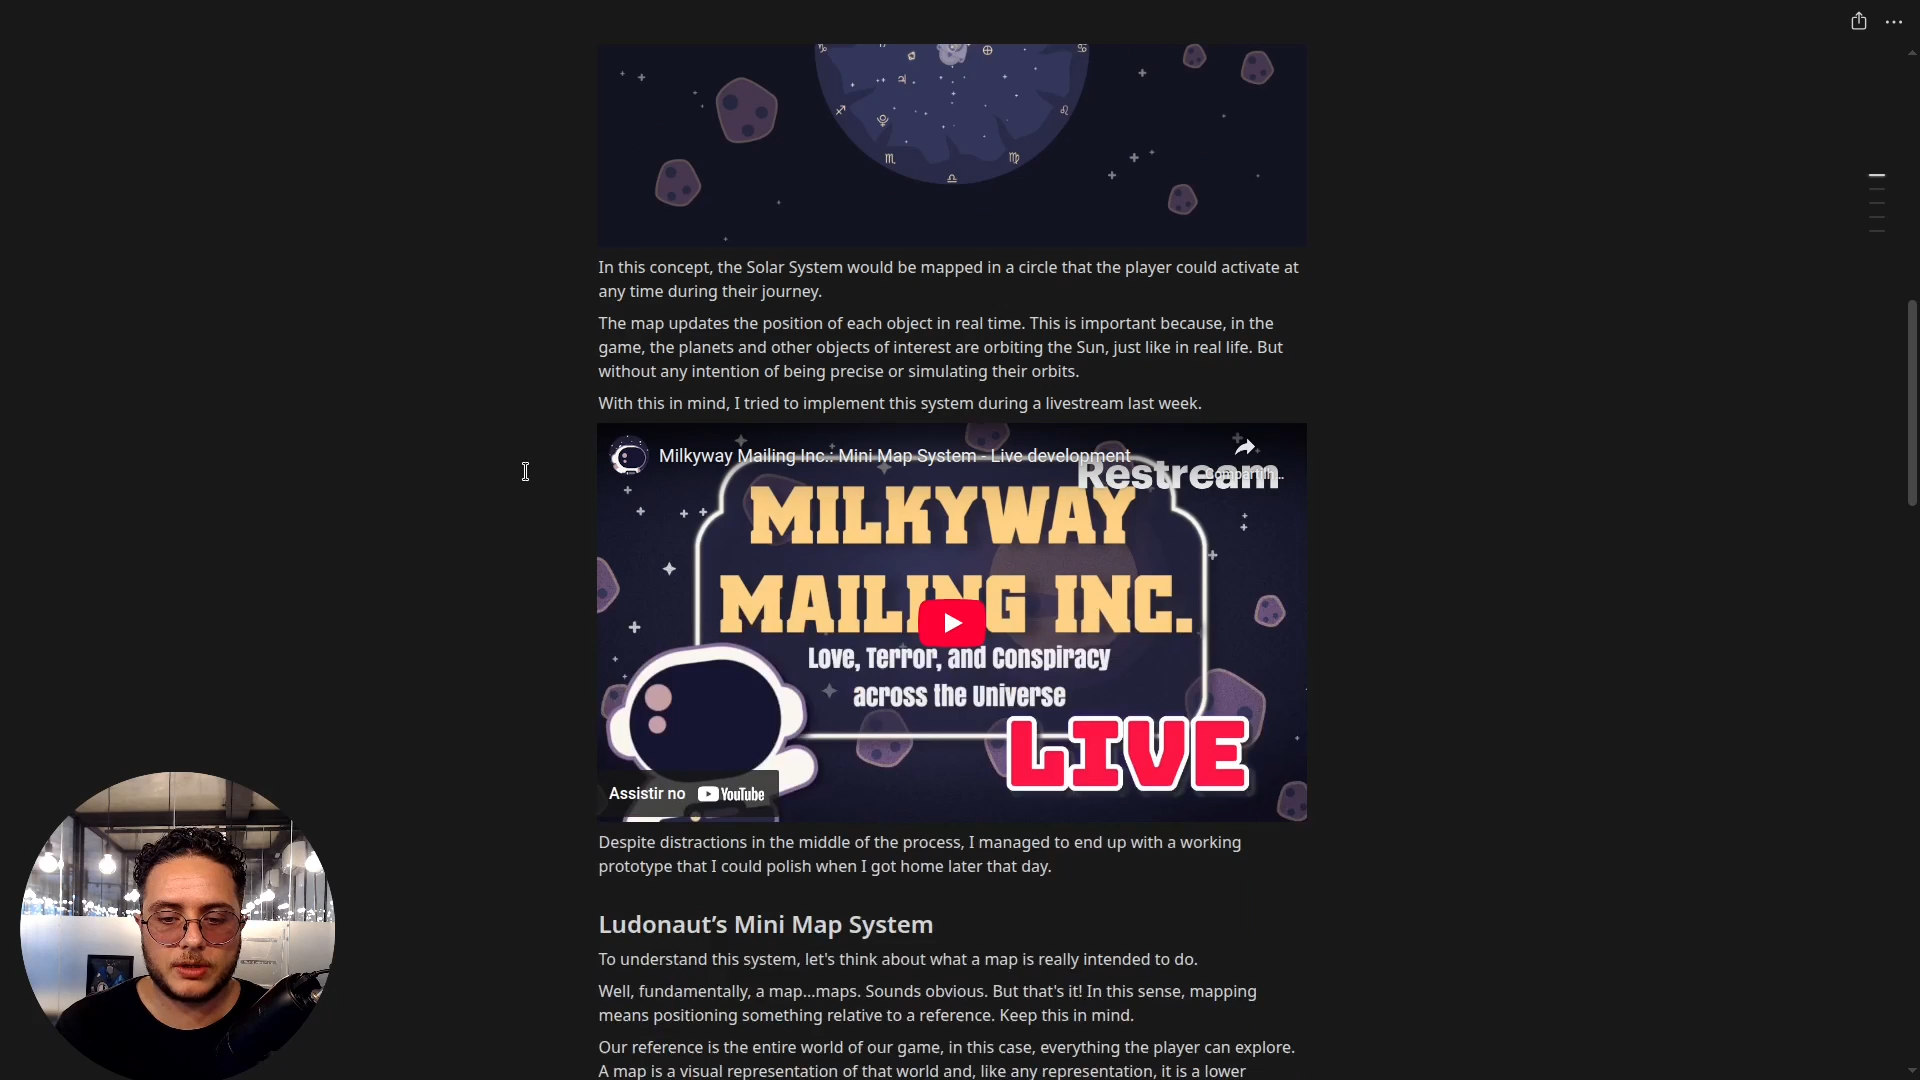 In this concept, the Solar System would be mapped in a circle that the player could activate at
any time during their journey.
The map updates the position of each object in real time. This is important because, in the
game, the planets and other objects of interest are orbiting the Sun, just like in real life. But
without any intention of being precise or simulating their orbits.
With this in mind, I tried to implement this system during a livestream last week.
Milkyway Mailing Inc.: Mini Map System - Live development
Restream
MILKYWAY
MAILING INC.
Love, Terror, and Conspiracy
across the Universe
LIVE
Assistir no YouTube
Despite distractions in the middle of the process, I managed to end up with a working
prototype that I could polish when I got home later that day.
Ludonaut’s Mini Map System
To understand this system, let's think about what a map is really intended to do.
Well, fundamentally, a map...maps. Sounds obvious. But that's it! In this sense, mapping
means positioning something relative to a reference. Keep this in mind.
Our reference is the entire world of our game, in this case, everything the player can explore.
A map is a visual representation of that world and, like any representation, it is a lower